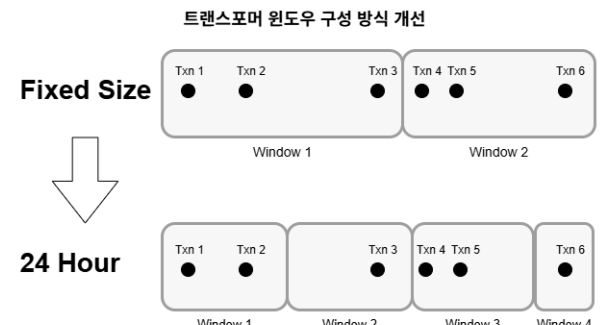 트랜스포머 윈도우 구성 방식 개선
Fixed Size
Txn 1 Txn 2 Txn 3 Txn 4 Txn 5 Txn 6
Window 1 Window 2
24 Hour
Txn 1 Txn 2 Txn 3 Txn 4 Txn 5 Txn 6
Window 1 Window 2 Window 3 Window 4